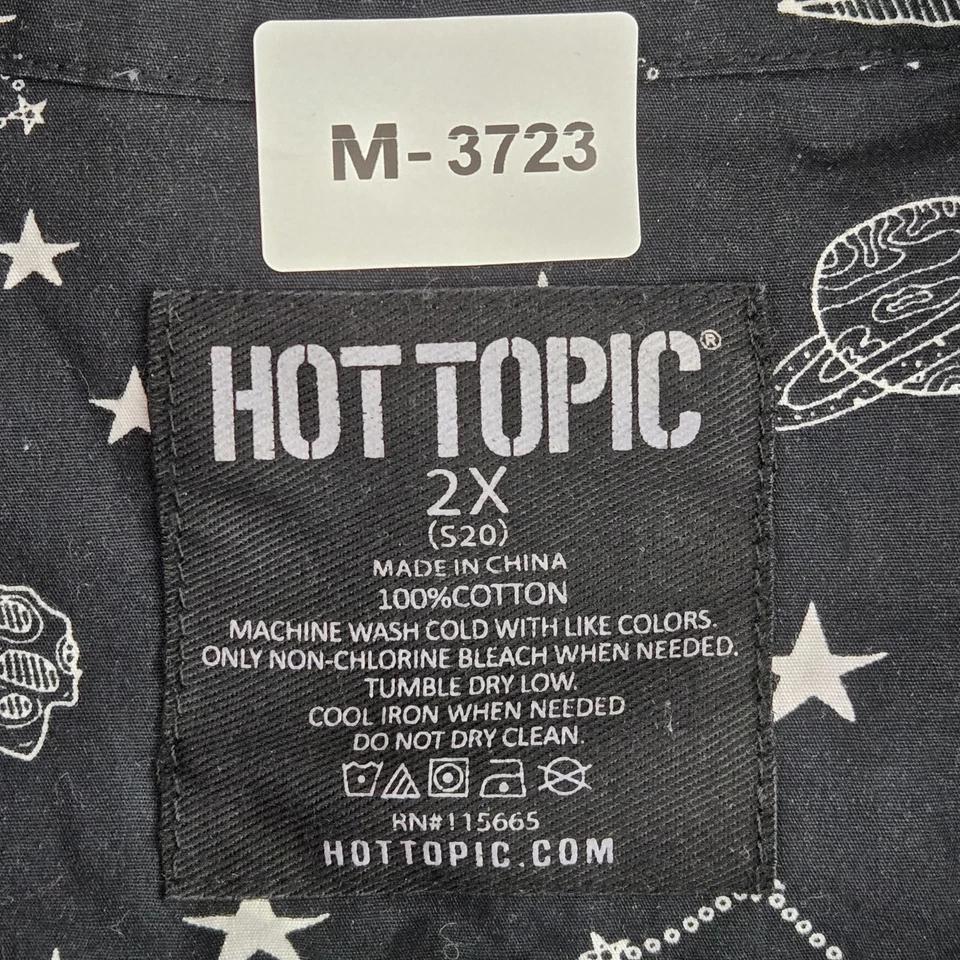 M-3723
HOT TOPIC®
2X
(S20)
MADE IN CHINA
100%COTTON
MACHINE WASH COLD WITH LIKE COLORS.
ONLY NON-CHLORINE BLEACH WHEN NEEDED.
TUMBLE DRY LOW.
COOL IRON WHEN NEEDED
DO NOT DRY CLEAN.
RN#115665
HOTTOPIC.COM